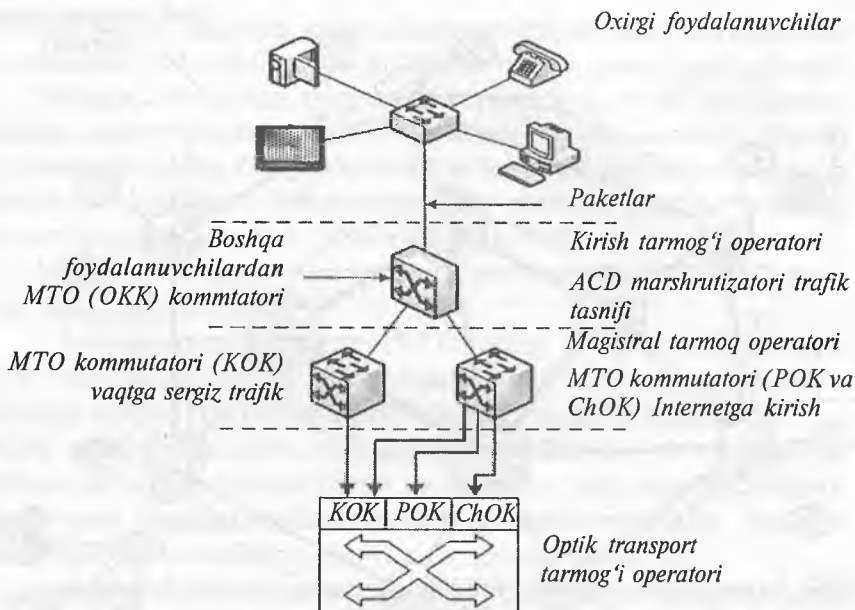 Oxirgi foydalanuvchilar
Paketlar
Boshqa
foydalanuvchilardan
MTO (OKK) kommtatori
Kirish tarmog‘i operatori
ACD marshrutizatori trafik
tasnifi
Magistral tarmoq operatori
MTO kommutatori (KOK)
vaqtga sergiz trafik
MTO kommutatori (POK va
ChOK) Internetga kirish
KOK POK ChOK
Optik transport
tarmog‘i operatori